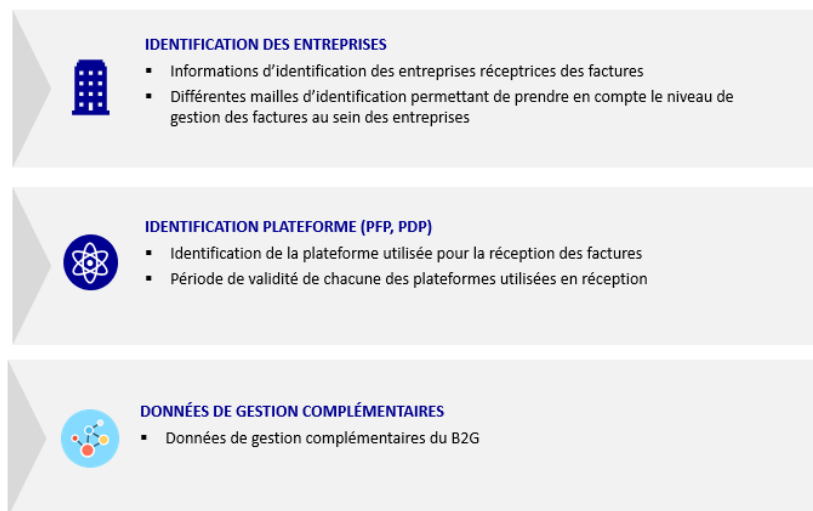 IDENTIFICATION DES ENTREPRISES
▪ Informations d’identification des entreprises réceptrices des factures
▪ Différentes mailles d’identification permettant de prendre en compte le niveau de
gestion des factures au sein des entreprises
IDENTIFICATION PLATEFORME (PFP, PDP)
▪ Identification de la plateforme utilisée pour la réception des factures
▪ Période de validité de chacune des plateformes utilisées en réception
DONNÉES DE GESTION COMPLÉMENTAIRES
▪ Données de gestion complémentaires du B2G